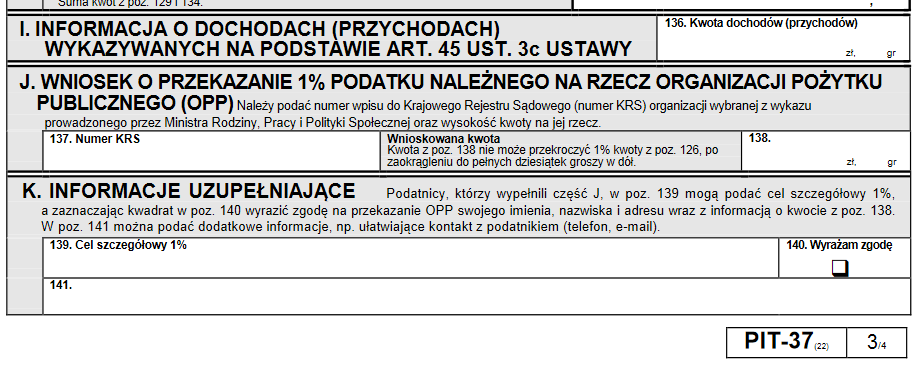 Suma kwot z poz. 129 i 134.
,
I. INFORMACJA O DOCHODACH (PRZYCHODACH)
WYKAZYWANYCH NA PODSTAWIE ART. 45 UST. 3c USTAWY
136. Kwota dochodów (przychodów)
zł, gr
J. WNIOSEK O PRZEKAZANIE 1% PODATKU NALEŻNEGO NA RZECZ ORGANIZACJI POŻYTKU
PUBLICZNEGO (OPP) Należy podać numer wpisu do Krajowego Rejestru Sądowego (numer KRS) organizacji wybranej z wykazu
prowadzonego przez Ministra Rodziny, Pracy i Polityki Społecznej oraz wysokość kwoty na jej rzecz.
137. Numer KRS
Wnioskowana kwota
Kwota z poz. 138 nie może przekroczyć 1% kwoty z poz. 126, po
zaokrągleniu do pełnych dziesiątek groszy w dół.
138.
zł, gr
K. INFORMACJE UZUPEŁNIAJĄCE Podatnicy, którzy wypełnili część J, w poz. 139 mogą podać cel szczegółowy 1%,
a zaznaczając kwadrat w poz. 140 wyrazić zgodę na przekazanie OPP swojego imienia, nazwiska i adresu wraz z informacją o kwocie z poz. 138.
W poz. 141 można podać dodatkowe informacje, np. ułatwiające kontakt z podatnikiem (telefon, e-mail).
139. Cel szczegółowy 1%
140. Wyrażam zgodę
141.
PIT-37 (22) 3/4